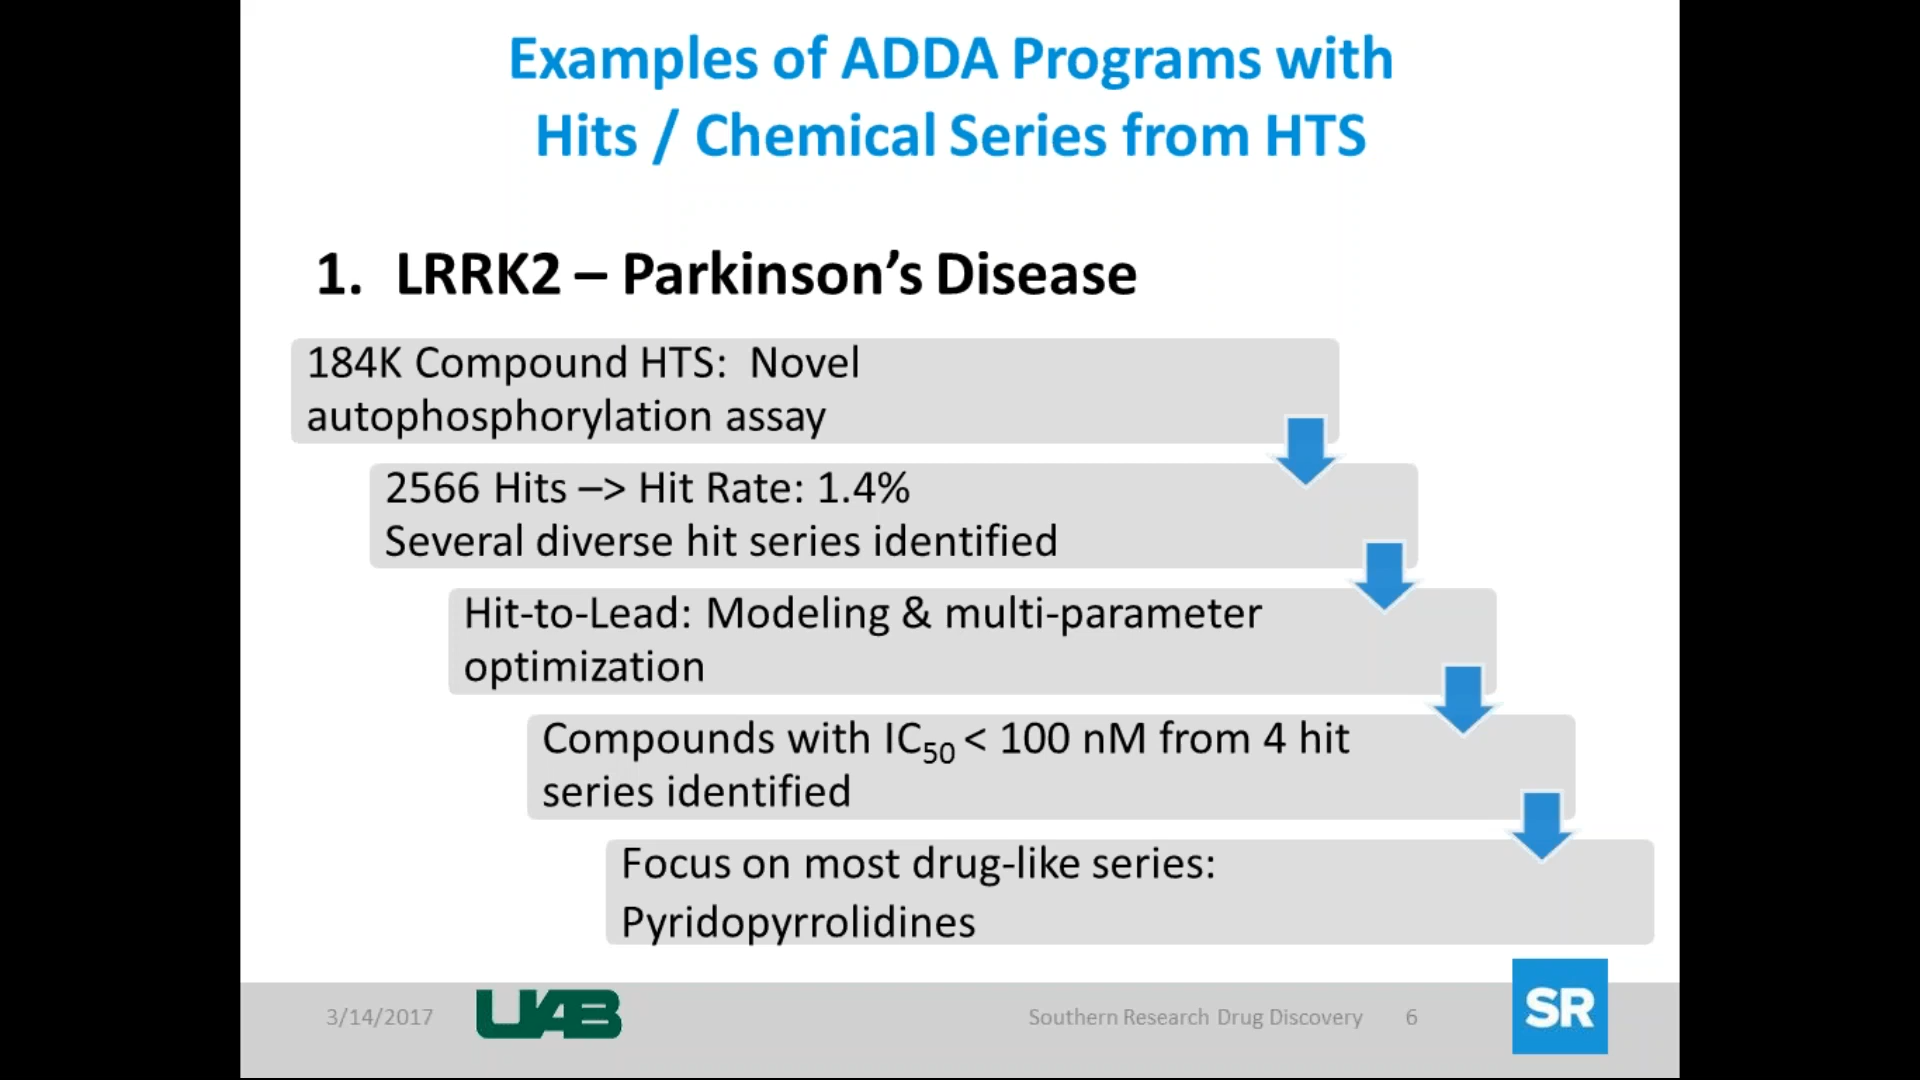 Examples of ADDA Programs with
Hits / Chemical Series from HTS
1. LRRK2 – Parkinson’s Disease
184K Compound HTS: Novel
autophosphorylation assay
2566 Hits –> Hit Rate: 1.4%
Several diverse hit series identified
Hit-to-Lead: Modeling & multi-parameter
optimization
Compounds with IC50 < 100 nM from 4 hit
series identified
Focus on most drug-like series:
Pyridopyrrolidines
3/14/2017
UAB
Southern Research Drug Discovery
6
SR